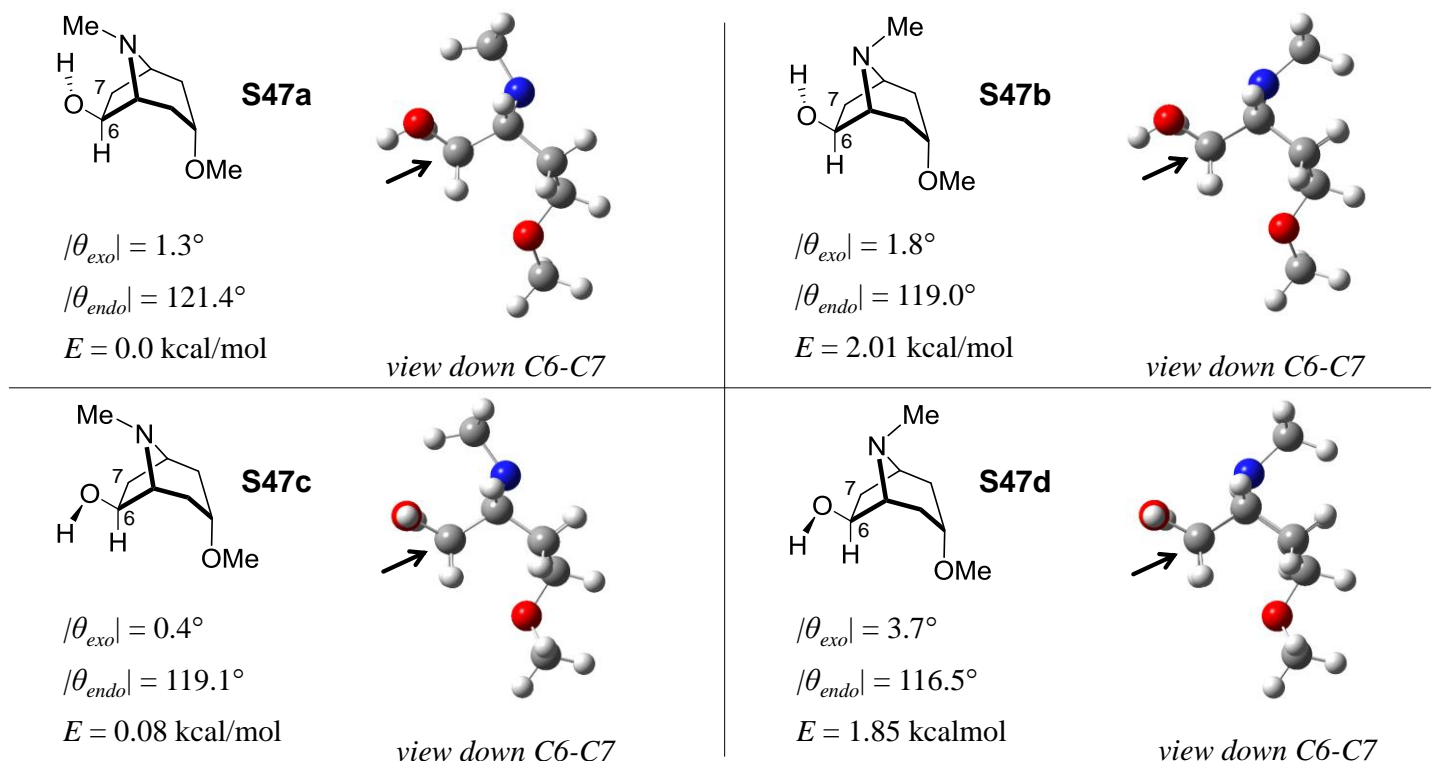 Me
N
H
7
S47a
O
6
H
OMe
|θexo| = 1.3°
|θendo| = 121.4°
E = 0.0 kcal/mol
view down C6-C7
Me
N
H
7
S47b
O
6
H
OMe
|θexo| = 1.8°
|θendo| = 119.0°
E = 2.01 kcal/mol
view down C6-C7
Me
N
7
S47c
O
6
H
H
OMe
|θexo| = 0.4°
|θendo| = 119.1°
E = 0.08 kcal/mol
view down C6-C7
Me
N
7
S47d
O
6
H
H
OMe
|θexo| = 3.7°
|θendo| = 116.5°
E = 1.85 kcalmol
view down C6-C7